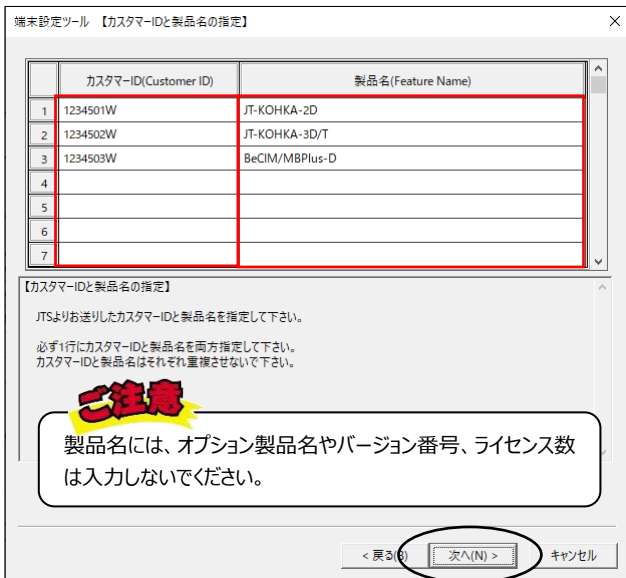 端末設定ツール 【カスタマーIDと製品名の指定】
カスタマーID(Customer ID) 製品名(Feature Name)
1 1234501W JT-KOHKA-2D
2 1234502W JT-KOHKA-3D/T
3 1234503W BeCIM/MBPlus-D
4
5
6
7
【カスタマーIDと製品名の指定】
JTSよりお送りしたカスタマーIDと製品名を指定して下さい。
必ず1行にカスタマーIDと製品名を両方指定して下さい。
カスタマーIDと製品名はそれぞれ重複させないで下さい。
ご注意
製品名には、オプション製品名やバージョン番号、ライセンス数
は入力しないでください。
< 戻る(B) 次へ(N) > キャンセル